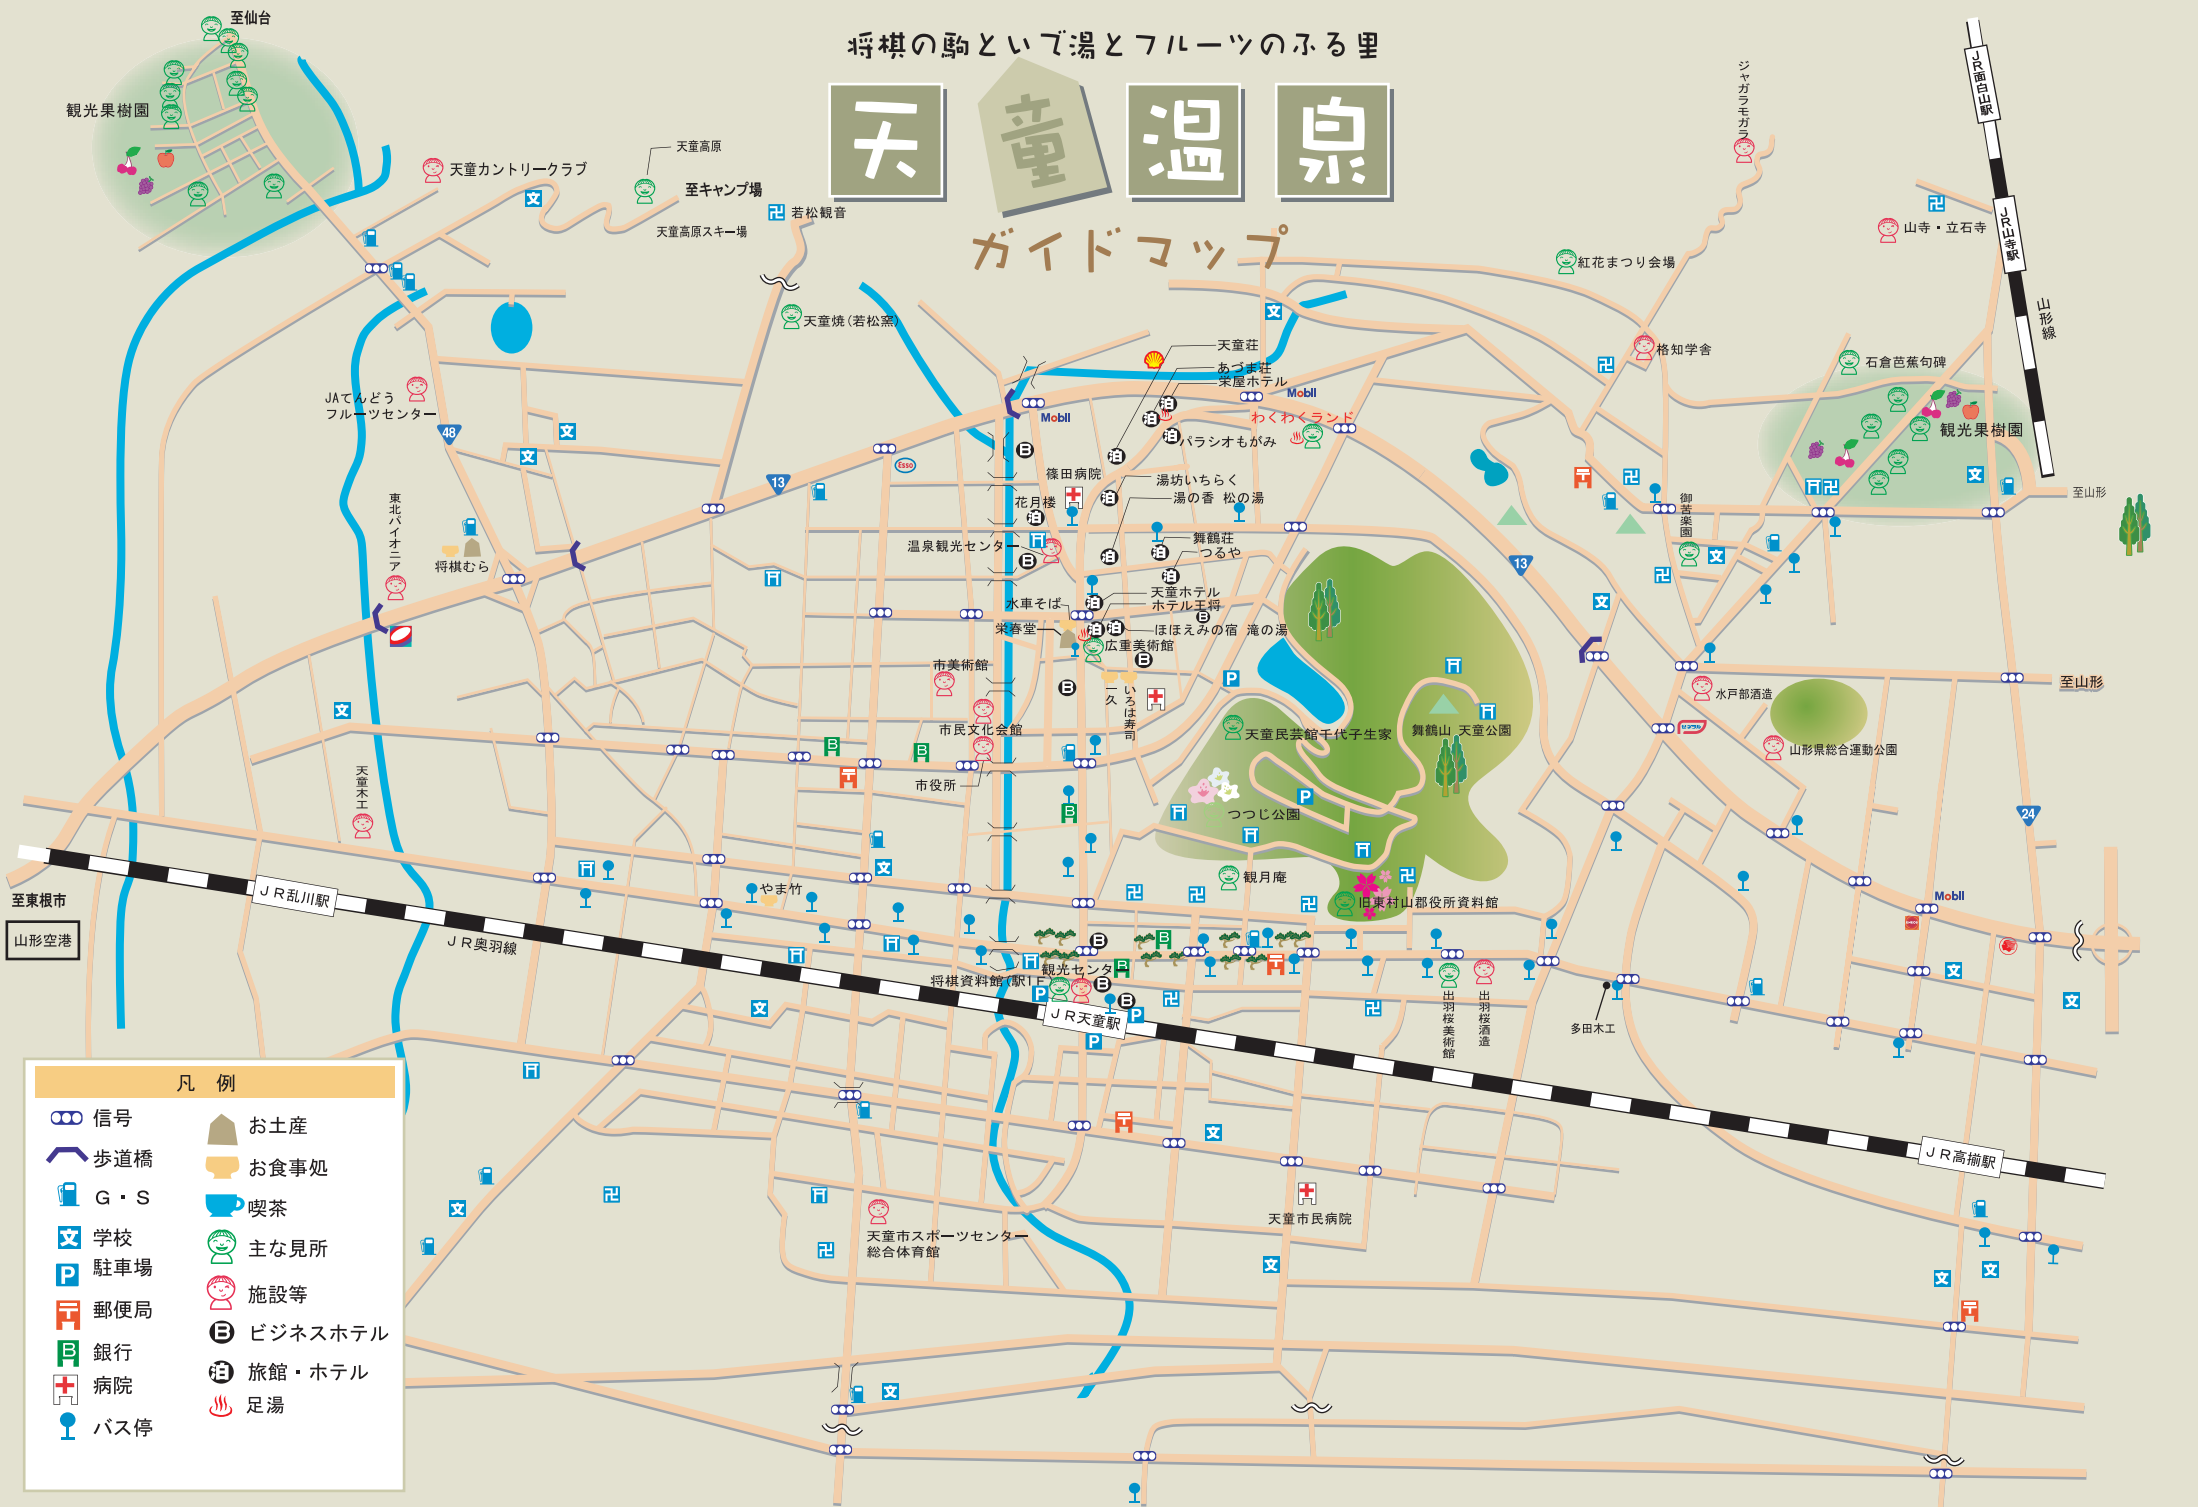 将棋の駒といで湯とフルーツのふる里
天童温泉
ガイドマップ
至仙台
観光果樹園
天童カントリークラブ
天童高原
至キャンプ場
天童高原スキー場
卍
若松観音
天童焼(若松窯)
ジャガラモガラ
JR面白山駅
JR山寺駅
山寺・立石寺
山形線
紅花まつり会場
格知学舎
石倉芭蕉句碑
観光果樹園
至山形
JAてんどう
フルーツセンター
48
13
Esso
Mobil
天童荘
あづま荘
栄屋ホテル
Mobil
わくわくランド
パラシオもがみ
篠田病院
湯坊いちらく
湯の香 松の湯
花月楼
温泉観光センター
舞鶴荘
つるや
天童ホテル
ホテル王将
水車そば
栄春堂
ほほえみの宿 滝の湯
広重美術館
市美術館
一久
いろは寿司
市民文化会館
市役所
東北パイオニア
将棋むら
天童木工
御苦楽園
13
水戸部酒造
至山形
山形県総合運動公園
24
天童民芸館千代子生家
舞鶴山 天童公園
つつじ公園
観月庵
旧東村山郡役所資料館
やま竹
至東根市
山形空港
JR乱川駅
JR奥羽線
将棋資料館(駅1F)
観光センター
JR天童駅
出羽桜美術館
出羽桜酒造
多田木工
Mobil
JR高擶駅
天童市民病院
天童市スポーツセンター
総合体育館
凡 例
信号
歩道橋
G・S
文
学校
P
駐車場
〒
郵便局
B
銀行
病院
バス停
お土産
お食事処
喫茶
主な見所
施設等
B
ビジネスホテル
泊
旅館・ホテル
足湯